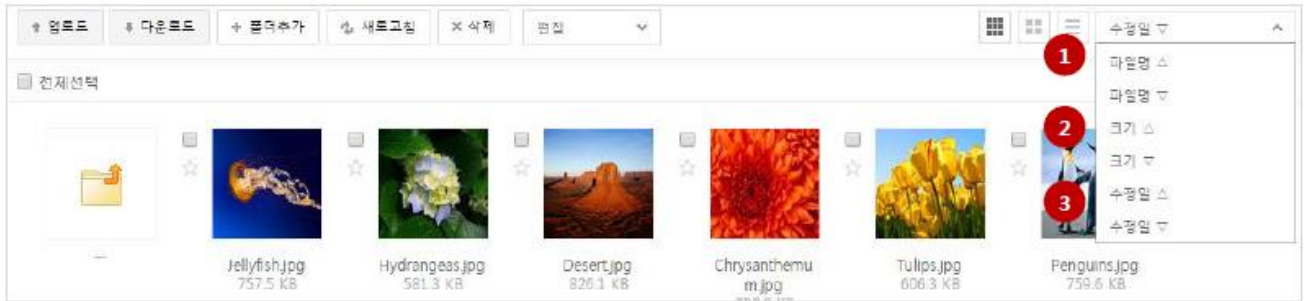 업로드 다운로드 + 폴더추가 새로고침 × 삭제 편집 수정일 ▽
전체선택
1 파일명 △
파일명 ▽
2 크기 △
크기 ▽
3 수정일 △
수정일 ▽
Jellyfish.jpg Hydrangeas.jpg Desert.jpg Chrysanthemu Tulips.jpg Penguins.jpg
757.5 KB 581.3 KB 826.1 KB m.jpg 606.3 KB 759.6 KB